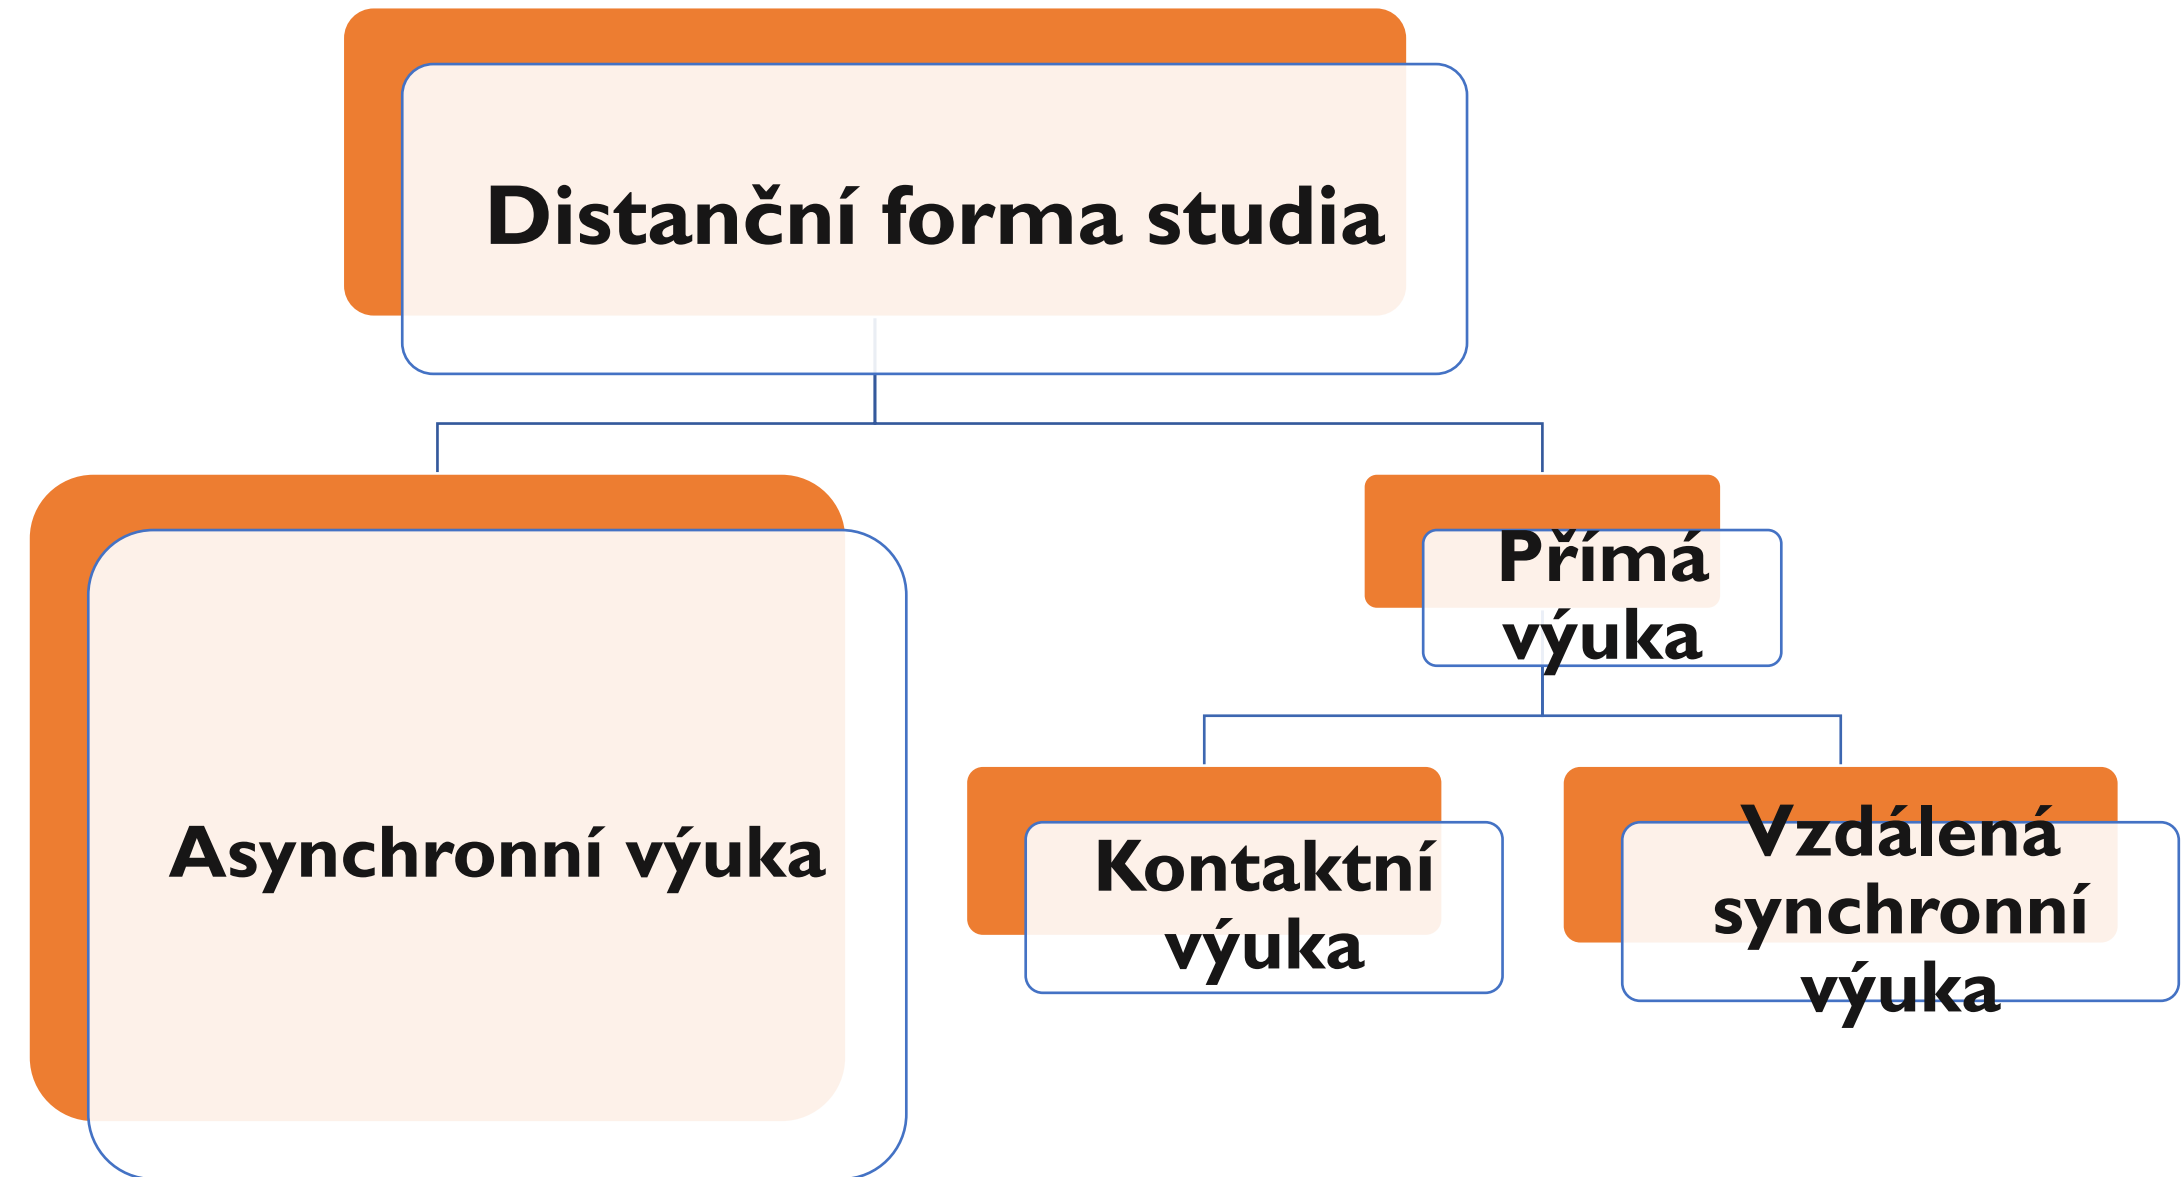 Distanční forma studia
Asynchronní výuka
Přímá
výuka
Kontaktní
výuka
Vzdálená
synchronní
výuka